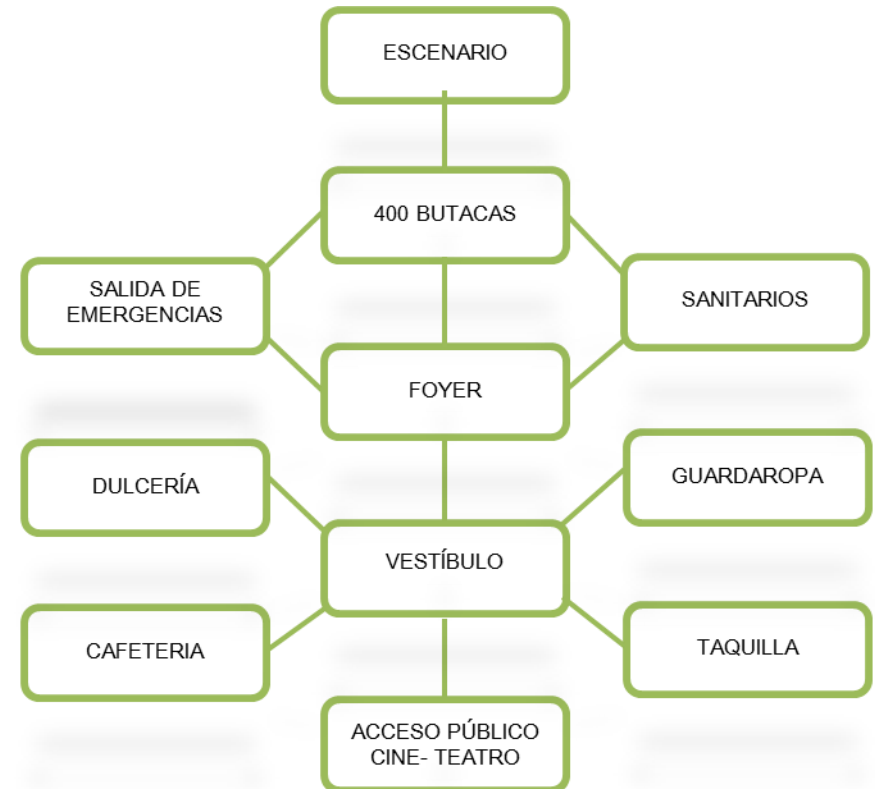 ESCENARIO
400 BUTACAS
SALIDA DE
EMERGENCIAS
SANITARIOS
FOYER
DULCERÍA
GUARDAROPA
VESTÍBULO
CAFETERIA
TAQUILLA
ACCESO PÚBLICO
CINE- TEATRO